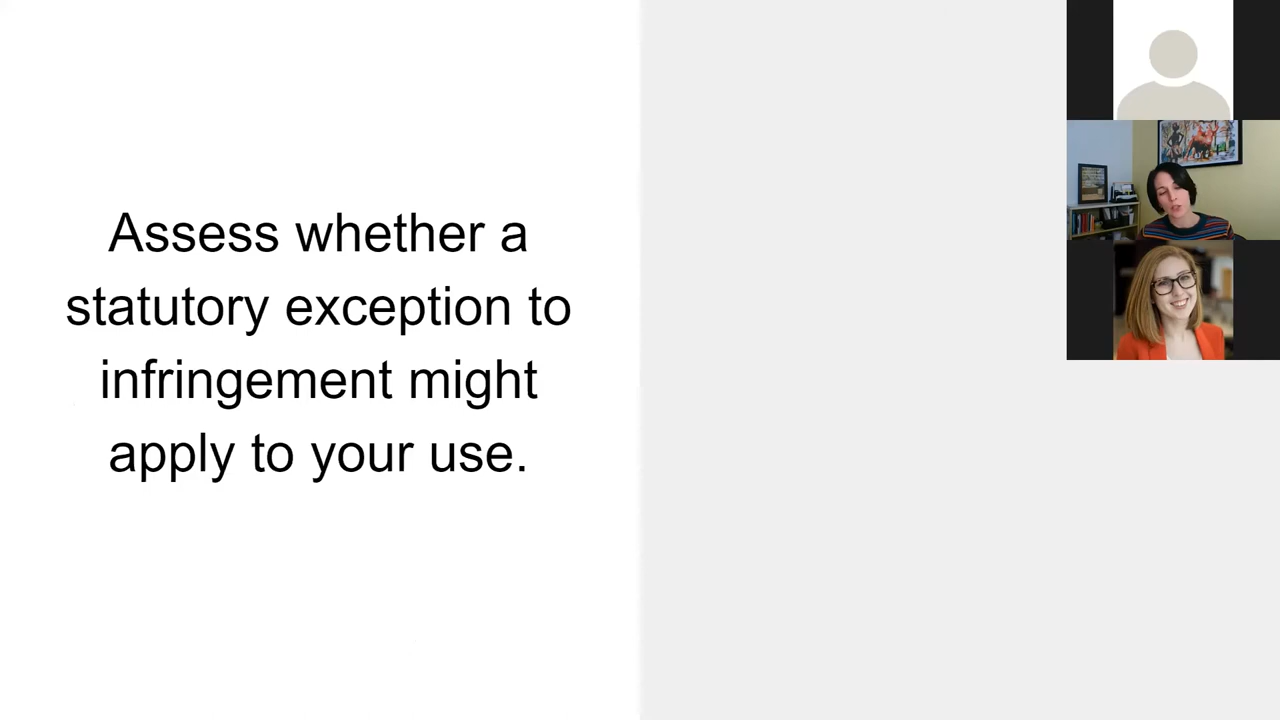 Assess whether a
statutory exception to
infringement might
apply to your use.